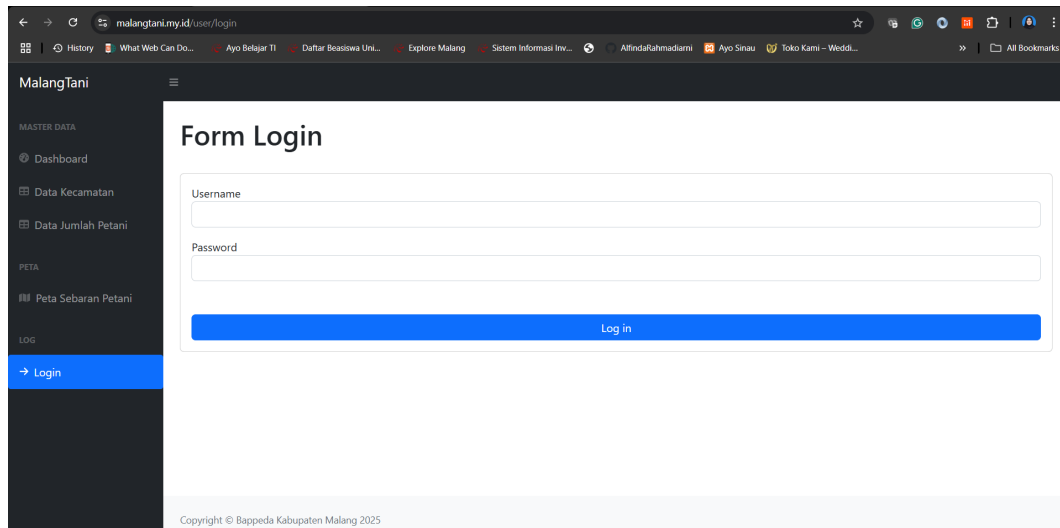 malangtani.my.id/user/login
History What Web Can Do... Ayo Belajar TI Daftar Beasiswa Uni... Explore Malang Sistem Informasi Inv... AlfindaRahmadiarni Ayo Sinau Toko Kami – Weddi... » All Bookmarks
MalangTani
MASTER DATA
Dashboard
Data Kecamatan
Data Jumlah Petani
PETA
Peta Sebaran Petani
LOG
Login
Form Login
Username
Password
Log in
Copyright © Bappeda Kabupaten Malang 2025